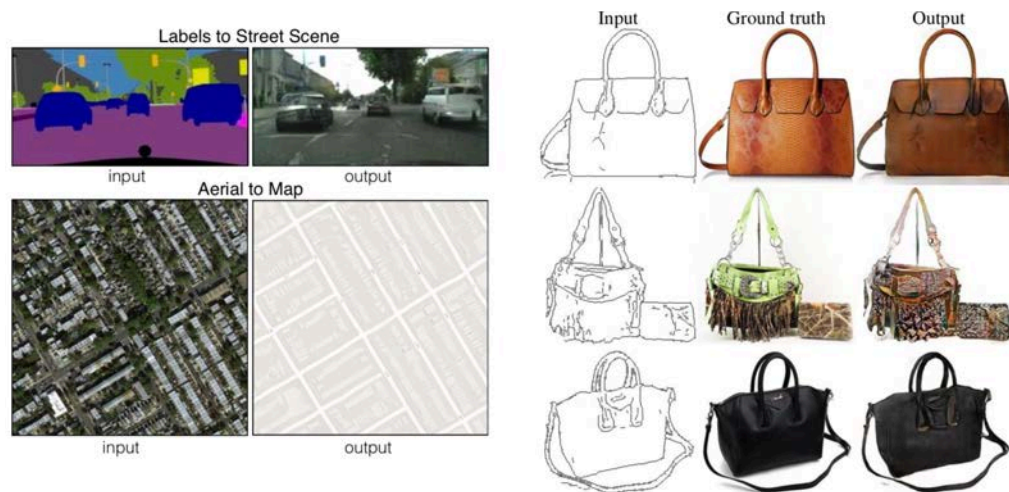 Labels to Street Scene
input
output
Aerial to Map
input
output
Input
Ground truth
Output